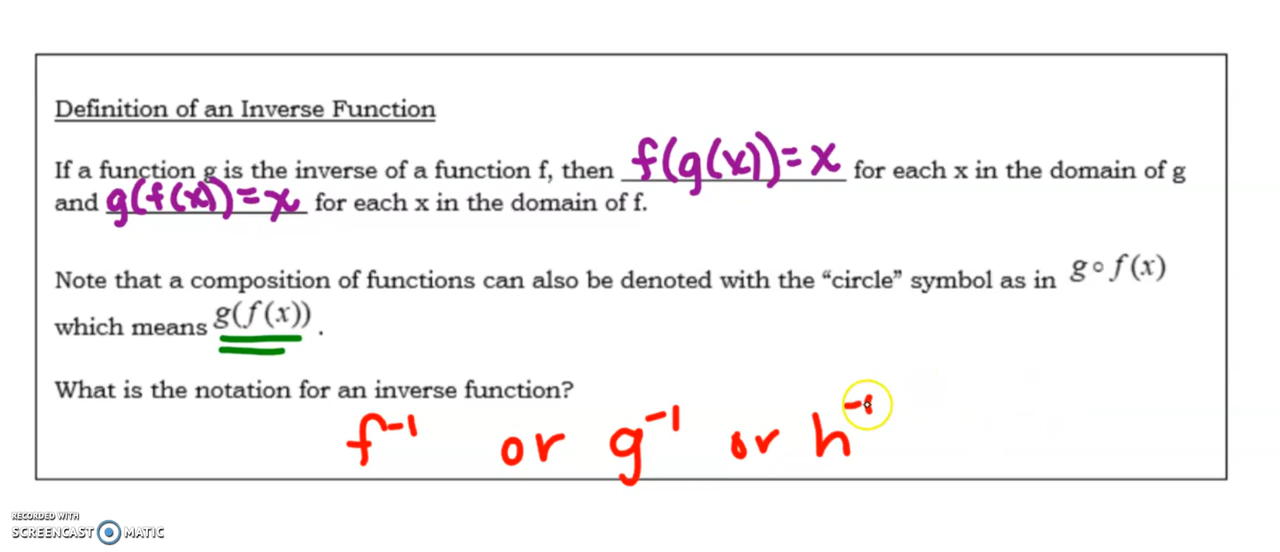 Definition of an Inverse Function
If a function g is the inverse of a function f, then f(g(x))=x for each x in the domain of g
and g(f(x))=x for each x in the domain of f.
Note that a composition of functions can also be denoted with the “circle” symbol as in g∘f(x)
which means g(f(x)).
What is the notation for an inverse function?
f⁻¹ or g⁻¹ or h⁻¹
RECORDED WITH
SCREENCAST MATIC